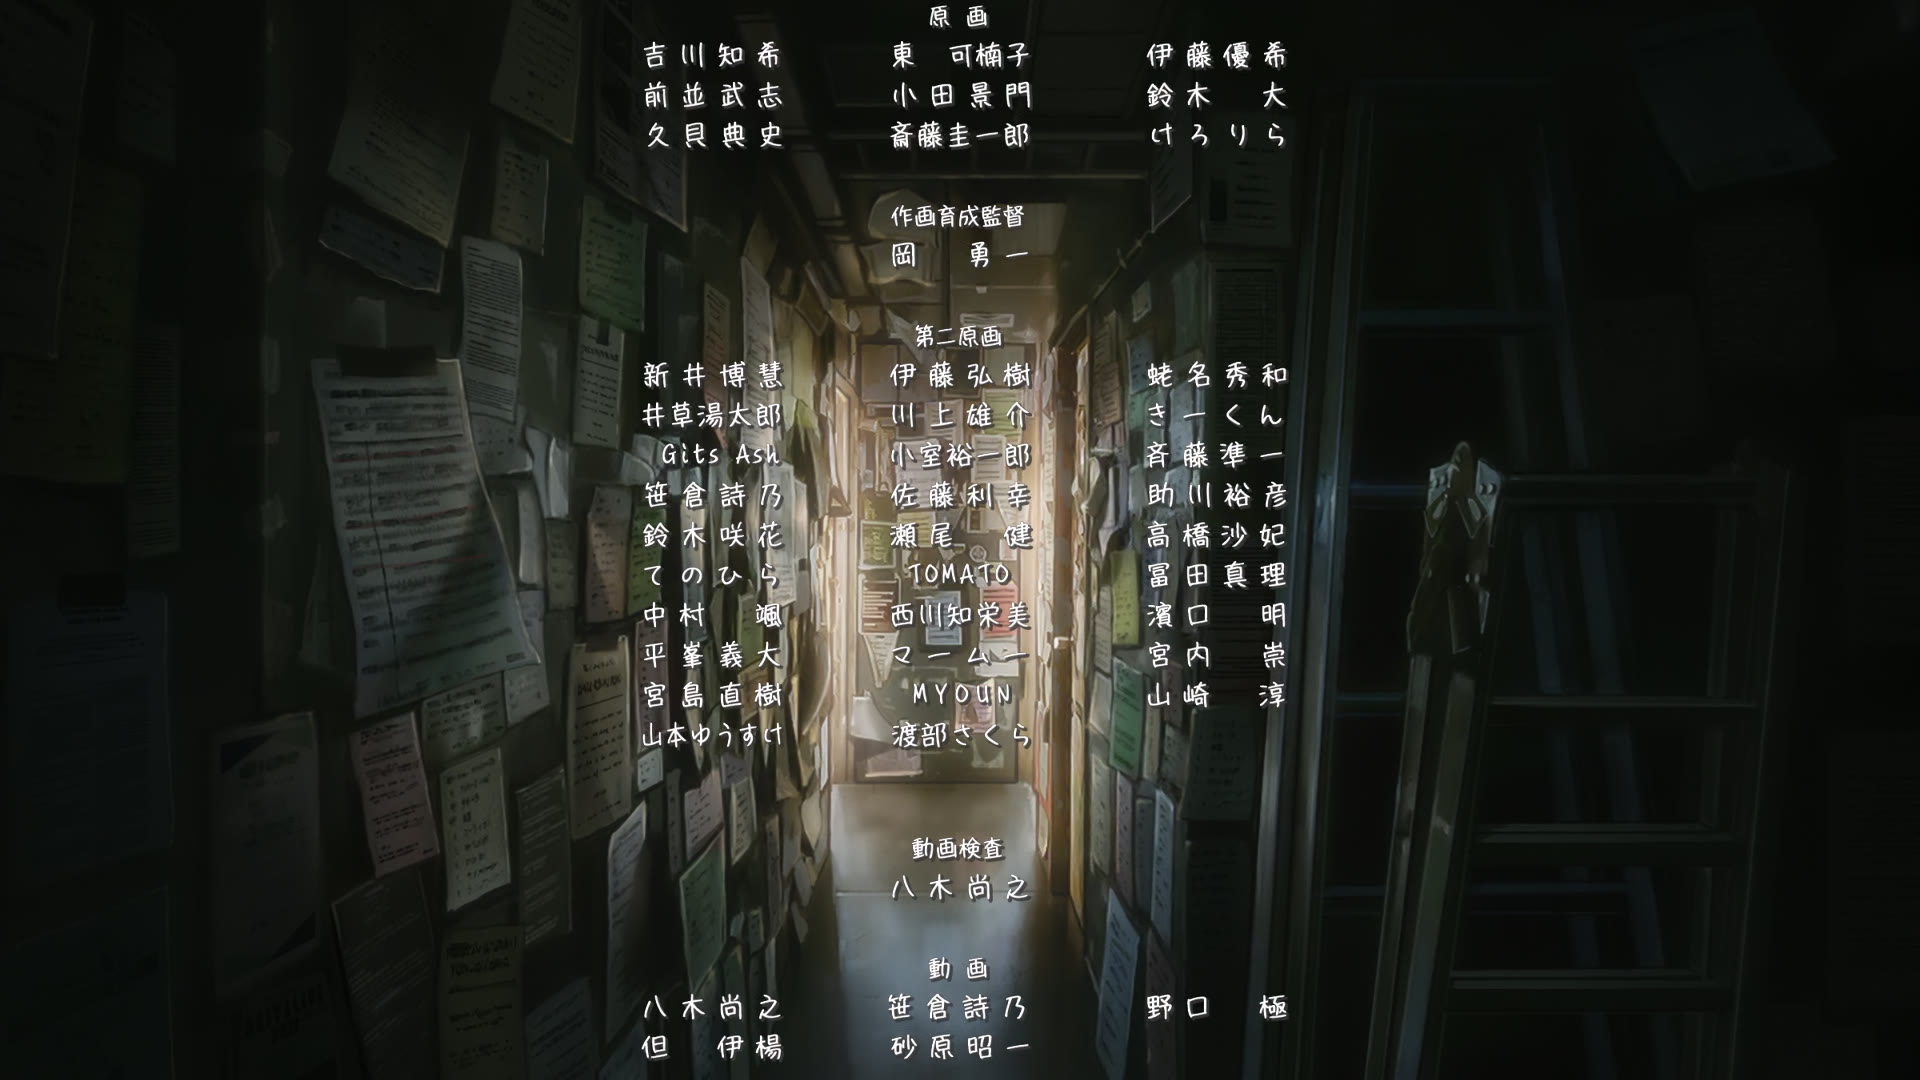 原画
吉川知希 東 可楠子 伊藤優希
前並武志 小田景門 鈴木 大
久貝典史 斎藤圭一郎 けろりら
作画育成監督
岡 勇一
第二原画
新井博慧 伊藤弘樹 蛯名秀和
井草湯太郎 川上雄介 きーくん
Gits Ash 小室裕一郎 斉藤準一
笹倉詩乃 佐藤利幸 助川裕彦
鈴木咲花 瀬尾 健 高橋沙妃
てのひら TOMATO 冨田真理
中村 颯 西川知栄美 濱口 明
平峯義大 マームー 宮内 崇
宮島直樹 MYOUN 山崎 淳
山本ゆうすけ 渡部さくら
動画検査
八木尚之
動画
八木尚之 笹倉詩乃 野口 極
但 伊楊 砂原昭一